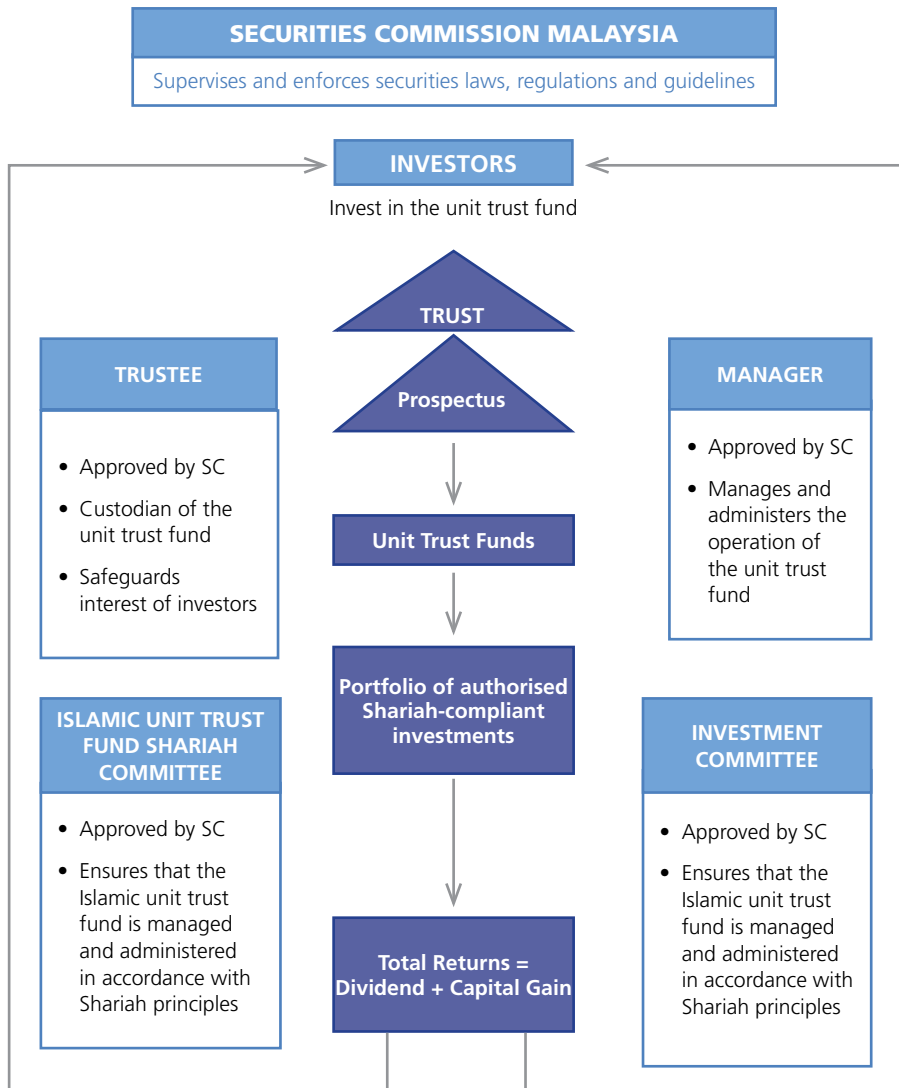 SECURITIES COMMISSION MALAYSIA
Supervises and enforces securities laws, regulations and guidelines
INVESTORS
Invest in the unit trust fund
TRUST
Prospectus
Unit Trust Funds
Portfolio of authorised
Shariah-compliant
investments
Total Returns =
Dividend + Capital Gain
TRUSTEE
• Approved by SC
• Custodian of the
unit trust fund
• Safeguards
interest of investors
MANAGER
• Approved by SC
• Manages and
administers the
operation of
the unit trust
fund
ISLAMIC UNIT TRUST
FUND SHARIAH
COMMITTEE
• Approved by SC
• Ensures that the
Islamic unit trust
fund is managed
and administered
in accordance with
Shariah principles
INVESTMENT
COMMITTEE
• Approved by SC
• Ensures that the
Islamic unit trust
fund is managed
and administered
in accordance with
Shariah principles